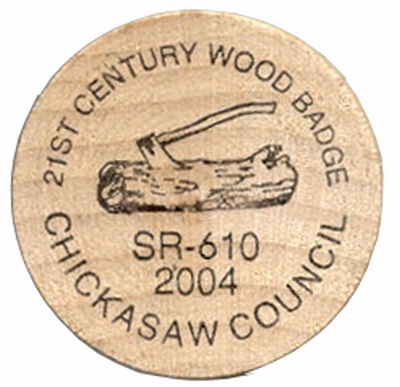 21ST CENTURY WOOD BADGE
SR-610
2004
CHICKASAW COUNCIL